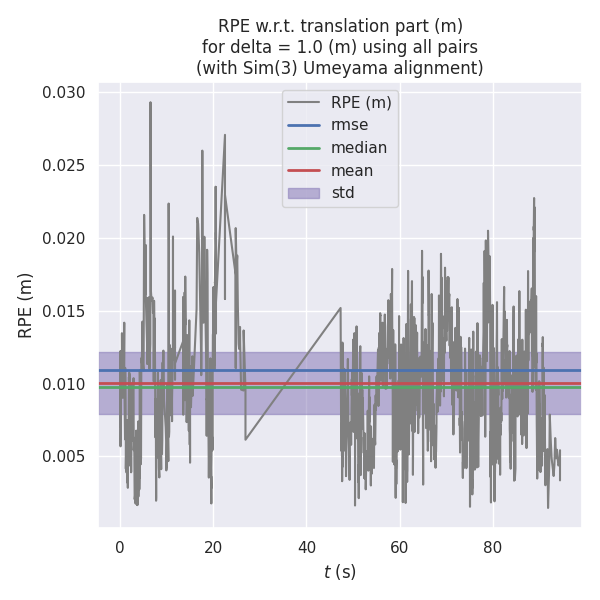 RPE w.r.t. translation part (m)
for delta = 1.0 (m) using all pairs
(with Sim(3) Umeyama alignment)
0.030
0.025
0.020
0.015
0.010
0.005
RPE (m)
RPE (m)
rmse
median
mean
std
0
20
40
60
80
t (s)